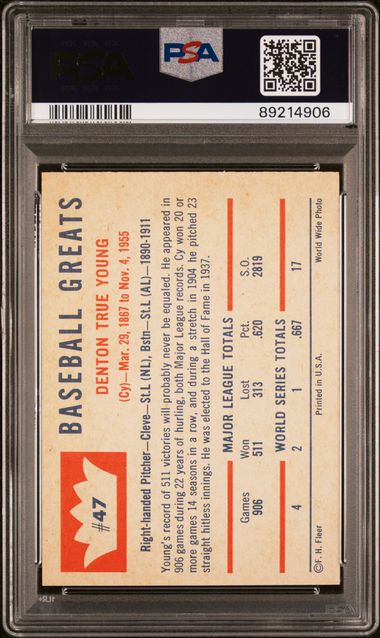 PSA
PSA
89214906
#47
BASEBALL GREATS
DENTON TRUE YOUNG
(Cy)—Mar. 29, 1867 to Nov. 4, 1955
Right-handed Pitcher—Cleve—St.L (NL), Bstn—St.L (AL)—1890-1911
Young's record of 511 victories will probably never be equaled. He appeared in
906 games during 22 years of hurling, both Major League records. Cy won 20 or
more games 14 seasons in a row, and during a stretch in 1904 he pitched 23
straight hitless innings. He was elected to the Hall of Fame in 1937.
MAJOR LEAGUE TOTALS
Games Won Lost Pct. S.O.
906 511 313 .620 2819
WORLD SERIES TOTALS
4 2 1 .667 17
©F. H. Fleer Printed in U.S.A. World Wide Photo